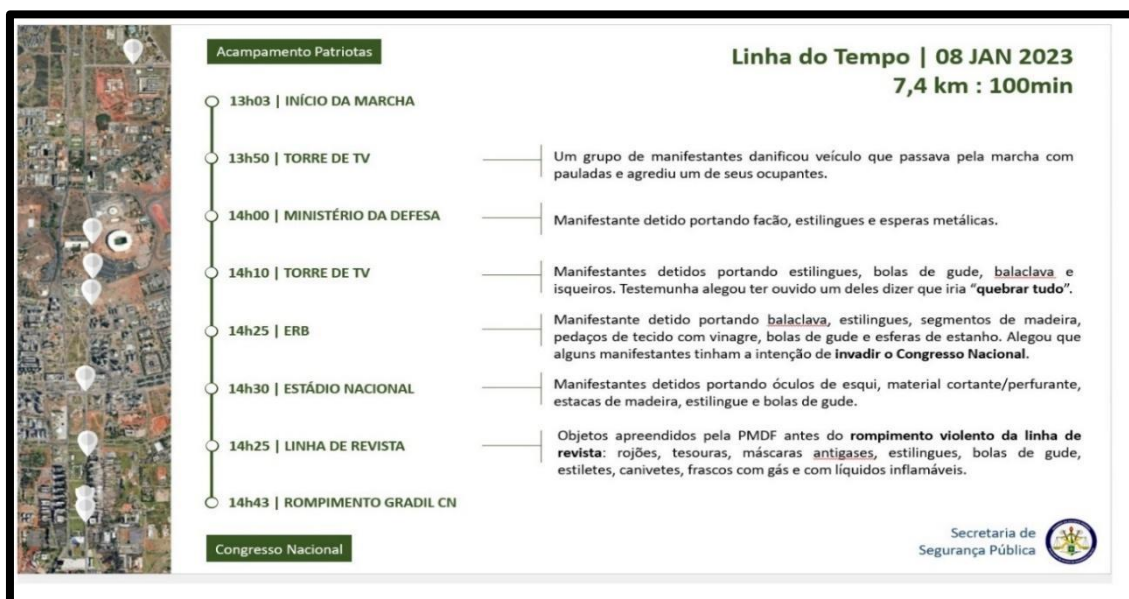 Acampamento Patriotas
Linha do Tempo | 08 JAN 2023
7,4 km : 100min
13h03 | INÍCIO DA MARCHA
13h50 | TORRE DE TV
Um grupo de manifestantes danificou veículo que passava pela marcha com
pauladas e agrediu um de seus ocupantes.
14h00 | MINISTÉRIO DA DEFESA
Manifestante detido portando facão, estilingues e esperas metálicas.
14h10 | TORRE DE TV
Manifestantes detidos portando estilingues, bolas de gude, balaclava e
isqueiros. Testemunha alegou ter ouvido um deles dizer que iria “quebrar tudo”.
14h25 | ERB
Manifestante detido portando balaclava, estilingues, segmentos de madeira,
pedaços de tecido com vinagre, bolas de gude e esferas de estanho. Alegou que
alguns manifestantes tinham a intenção de invadir o Congresso Nacional.
14h30 | ESTÁDIO NACIONAL
Manifestantes detidos portando óculos de esqui, material cortante/perfurante,
estacas de madeira, estilingue e bolas de gude.
14h25 | LINHA DE REVISTA
Objetos apreendidos pela PMDF antes do rompimento violento da linha de
revista: rojões, tesouras, máscaras antigases, estilingues, bolas de gude,
estiletes, canivetes, frascos com gás e com líquidos inflamáveis.
14h43 | ROMPIMENTO GRADIL CN
Congresso Nacional
Secretaria de
Segurança Pública